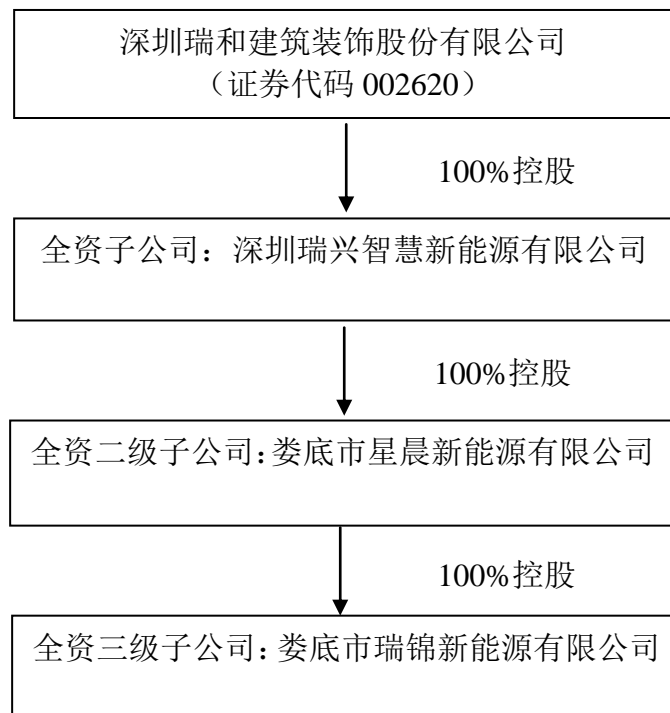 深圳瑞和建筑装饰股份有限公司
（证券代码 002620）
100%控股
全资子公司：深圳瑞兴智慧新能源有限公司
100%控股
全资二级子公司：娄底市星晨新能源有限公司
100%控股
全资三级子公司：娄底市瑞锦新能源有限公司